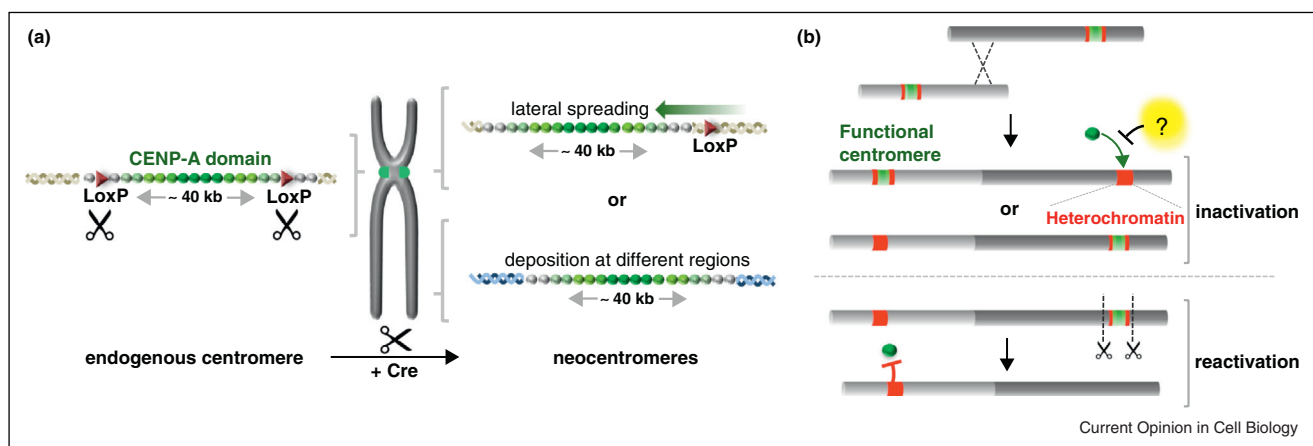 (a)
CENP-A domain
LoxP
LoxP
~ 40 kb
endogenous centromere
+ Cre
lateral spreading
LoxP
~ 40 kb
or
deposition at different regions
~ 40 kb
neocentromeres
(b)
Functional
centromere
?
or
Heterochromatin
inactivation
reactivation
Current Opinion in Cell Biology